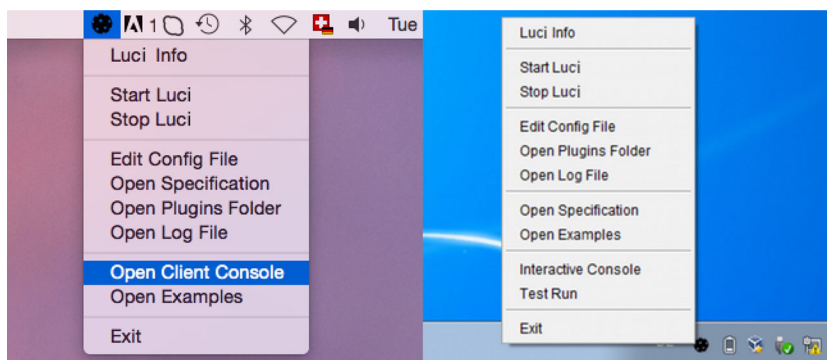 1
Tue
Luci Info
Start Luci
Stop Luci
Edit Config File
Open Specification
Open Plugins Folder
Open Log File
Open Client Console
Open Examples
Exit
Luci Info
Start Luci
Stop Luci
Edit Config File
Open Plugins Folder
Open Log File
Open Specification
Open Examples
Interactive Console
Test Run
Exit